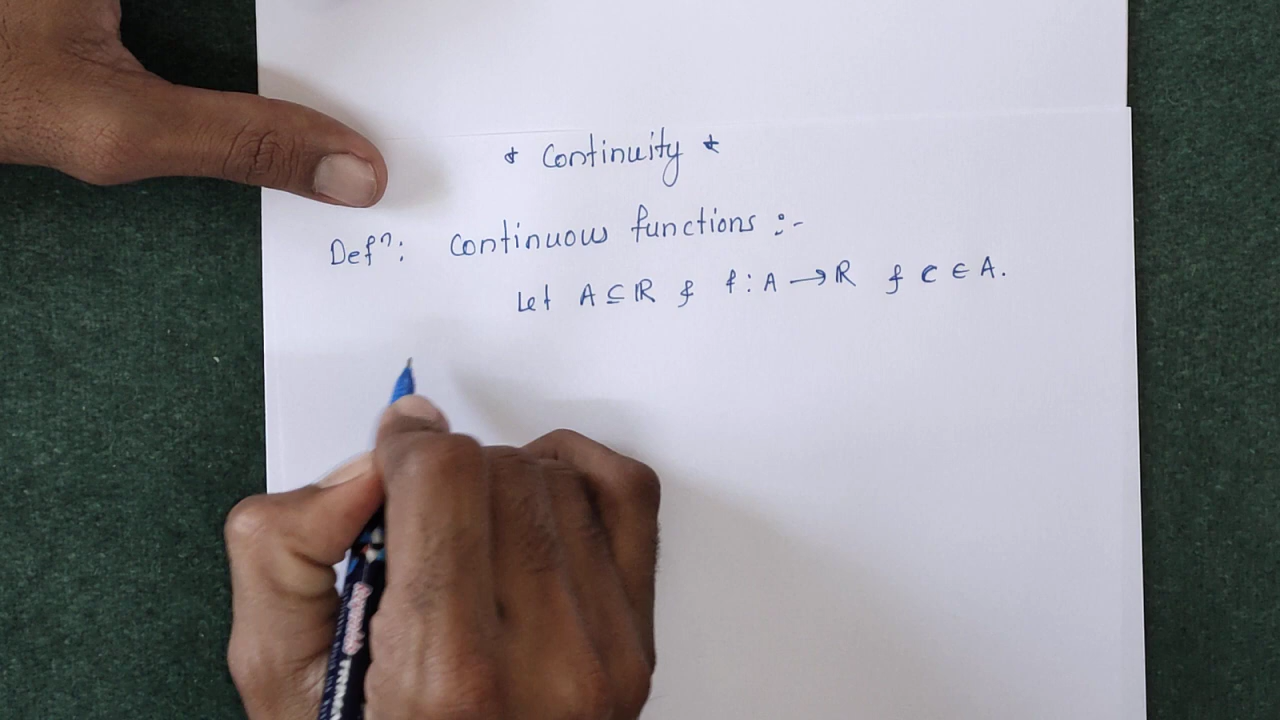 * Continuity *
Defⁿ: Continuous functions :-
Let A ⊆ ℝ & f : A → ℝ & c ∈ A.